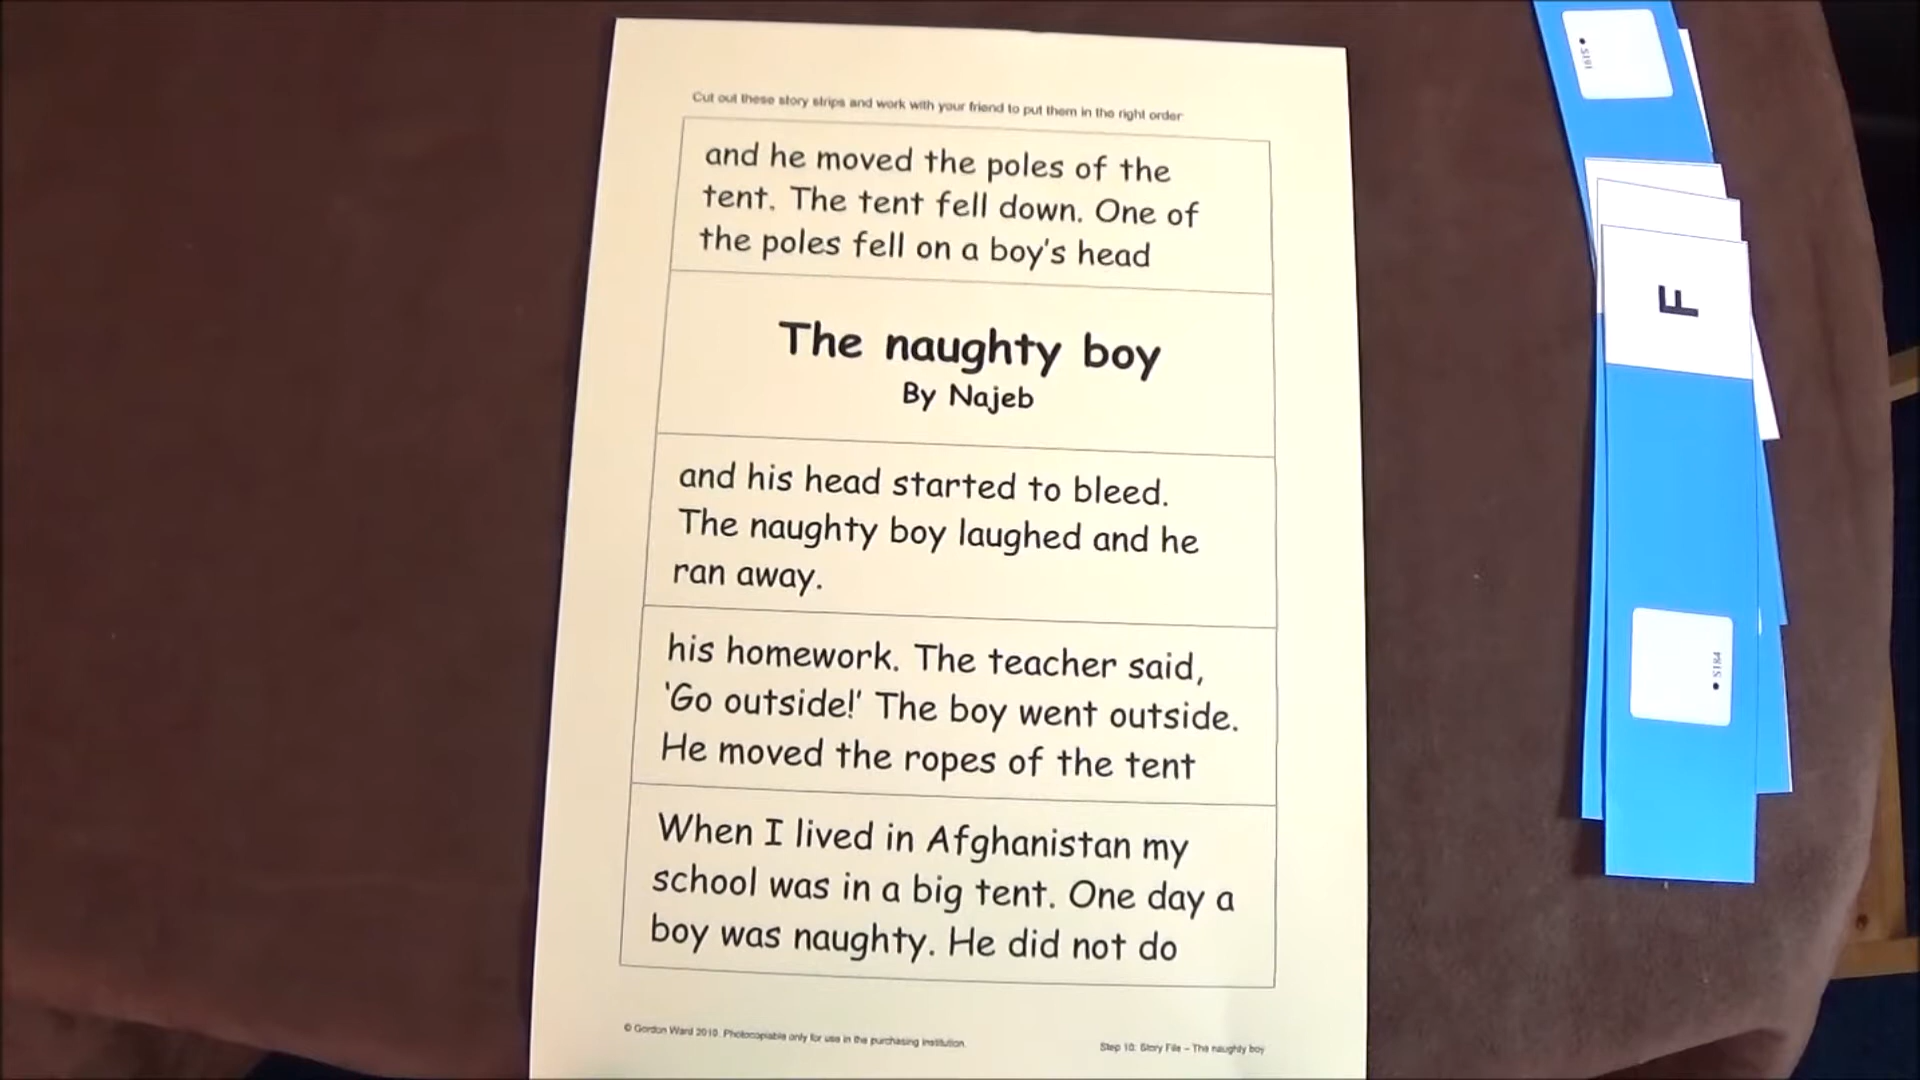 Cut out these story strips and work with your friend to put them in the right order
and he moved the poles of the
tent. The tent fell down. One of
the poles fell on a boy's head
The naughty boy
By Najeb
and his head started to bleed.
The naughty boy laughed and he
ran away.
his homework. The teacher said,
'Go outside!' The boy went outside.
He moved the ropes of the tent
When I lived in Afghanistan my
school was in a big tent. One day a
boy was naughty. He did not do
© Gordon Ward 2010. Photocopiable only for use in the purchasing institution.
Step 10: Story File – The naughty boy
F
S184